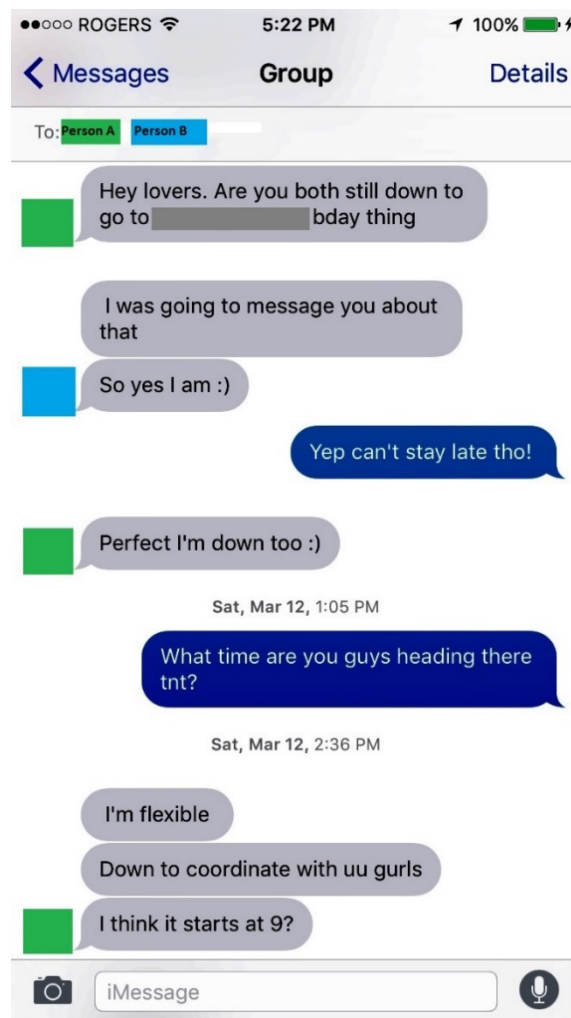 ROGERS 5:22 PM 100%
Messages Group Details
To: Person A Person B
Hey lovers. Are you both still down to
go to bday thing
I was going to message you about
that
So yes I am :)
Yep can't stay late tho!
Perfect I'm down too :)
Sat, Mar 12, 1:05 PM
What time are you guys heading there
tnt?
Sat, Mar 12, 2:36 PM
I'm flexible
Down to coordinate with uu gurls
I think it starts at 9?
iMessage